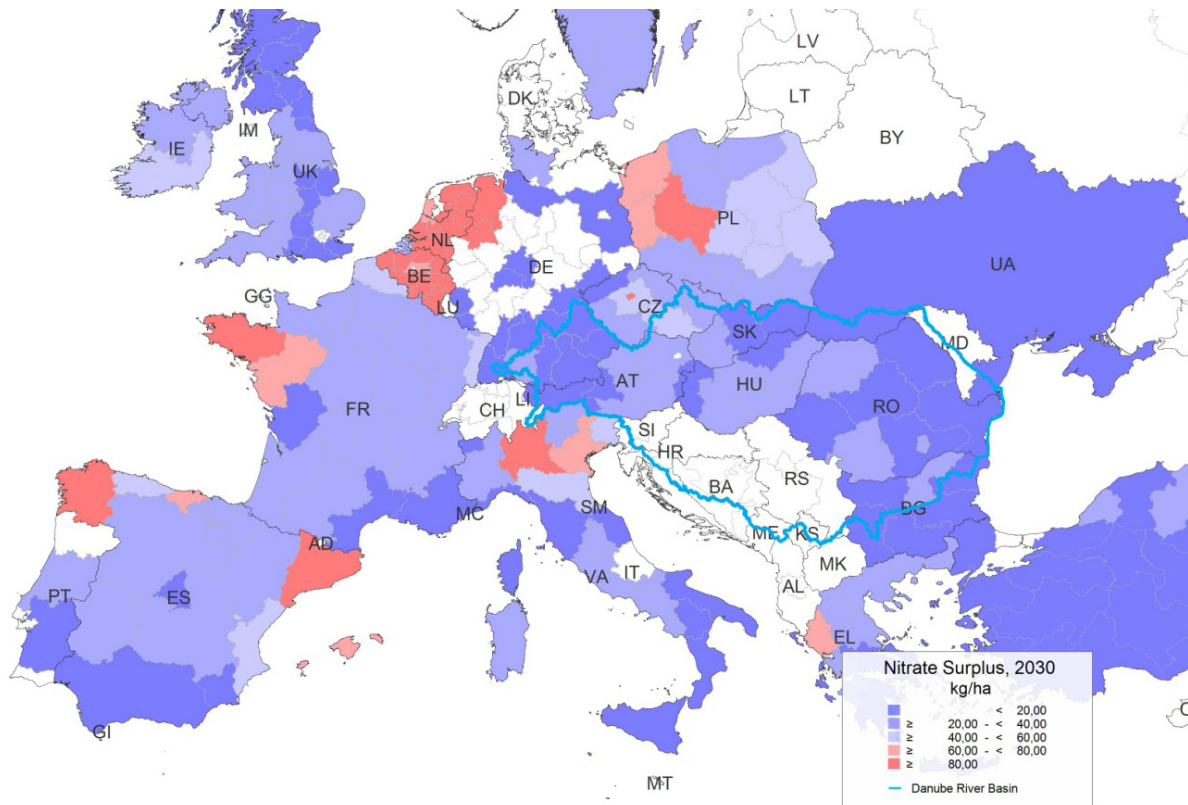 LV
DK
LT
IM
BY
IE
UK
PL
NL
UA
BE
DE
GG
LU
CZ
SK
MD
AT
HU
FR
CH
LI
RO
SI
HR
BA
RS
MC
SM
BG
AD
ME
KS
VA
IT
MK
AL
PT
ES
EL
GI
MT
Nitrate Surplus, 2030
kg/ha
< 20,00
≥ 20,00 - < 40,00
≥ 40,00 - < 60,00
≥ 60,00 - < 80,00
≥ 80,00
Danube River Basin